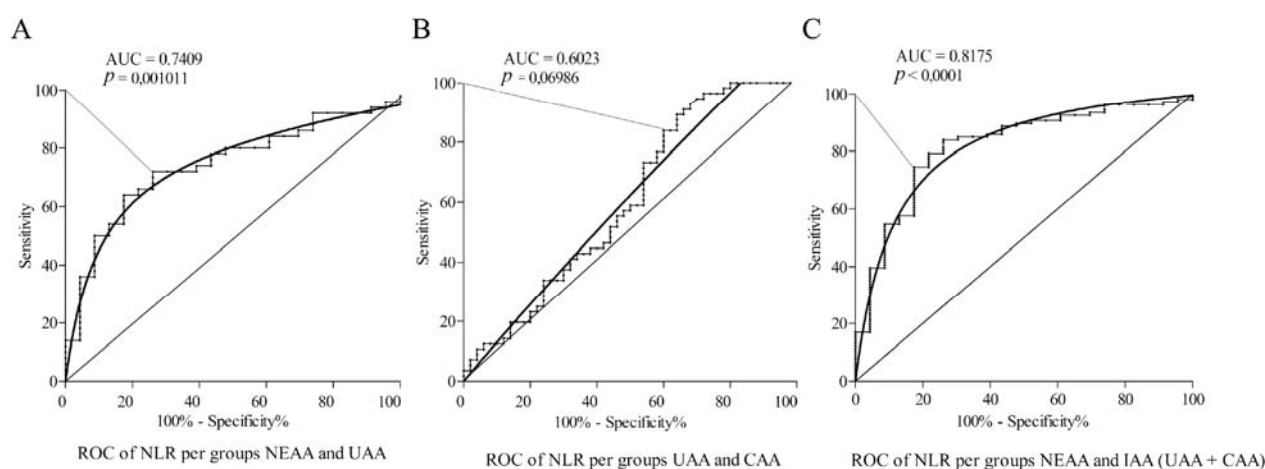 A
AUC = 0.7409
p = 0,001011
100
80
60
40
20
0
Sensitivity
0 20 40 60 80 100
100% - Specificity%
ROC of NLR per groups NEAA and UAA
B
AUC = 0.6023
p = 0,06986
100
80
60
40
20
0
Sensitivity
0 20 40 60 80 100
100% - Specificity%
ROC of NLR per groups UAA and CAA
C
AUC = 0.8175
p < 0,0001
100
80
60
40
20
0
Sensitivity
0 20 40 60 80 100
100% - Specificity%
ROC of NLR per groups NEAA and IAA (UAA + CAA)